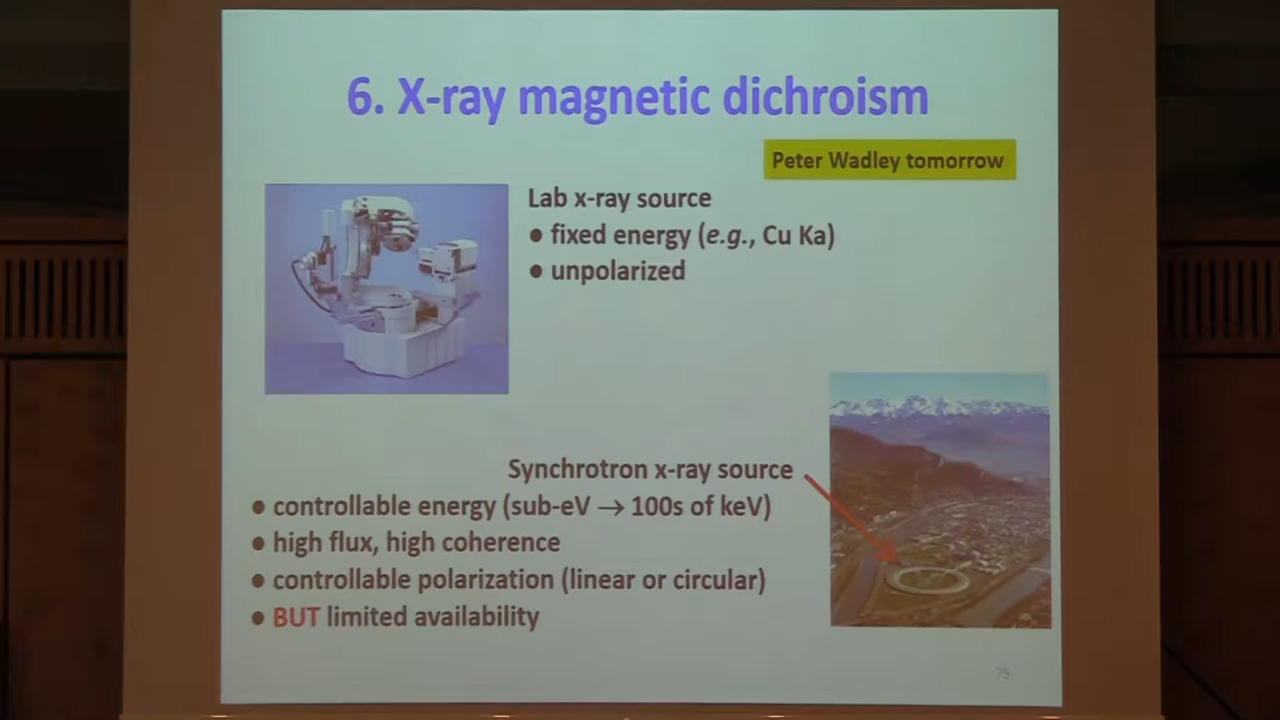 6. X-ray magnetic dichroism
Peter Wadley tomorrow
Lab x-ray source
• fixed energy (e.g., Cu Ka)
• unpolarized
Synchrotron x-ray source
• controllable energy (sub-eV → 100s of keV)
• high flux, high coherence
• controllable polarization (linear or circular)
• BUT limited availability
75